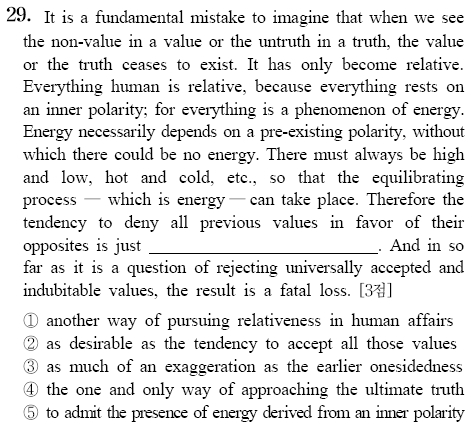 29. It is a fundamental mistake to imagine that when we see
the non-value in a value or the untruth in a truth, the value
or the truth ceases to exist. It has only become relative.
Everything human is relative, because everything rests on
an inner polarity; for everything is a phenomenon of energy.
Energy necessarily depends on a pre-existing polarity, without
which there could be no energy. There must always be high
and low, hot and cold, etc., so that the equilibrating
process — which is energy — can take place. Therefore the
tendency to deny all previous values in favor of their
opposites is just ______________________. And in so
far as it is a question of rejecting universally accepted and
indubitable values, the result is a fatal loss. [3점]
① another way of pursuing relativeness in human affairs
② as desirable as the tendency to accept all those values
③ as much of an exaggeration as the earlier onesidedness
④ the one and only way of approaching the ultimate truth
⑤ to admit the presence of energy derived from an inner polarity